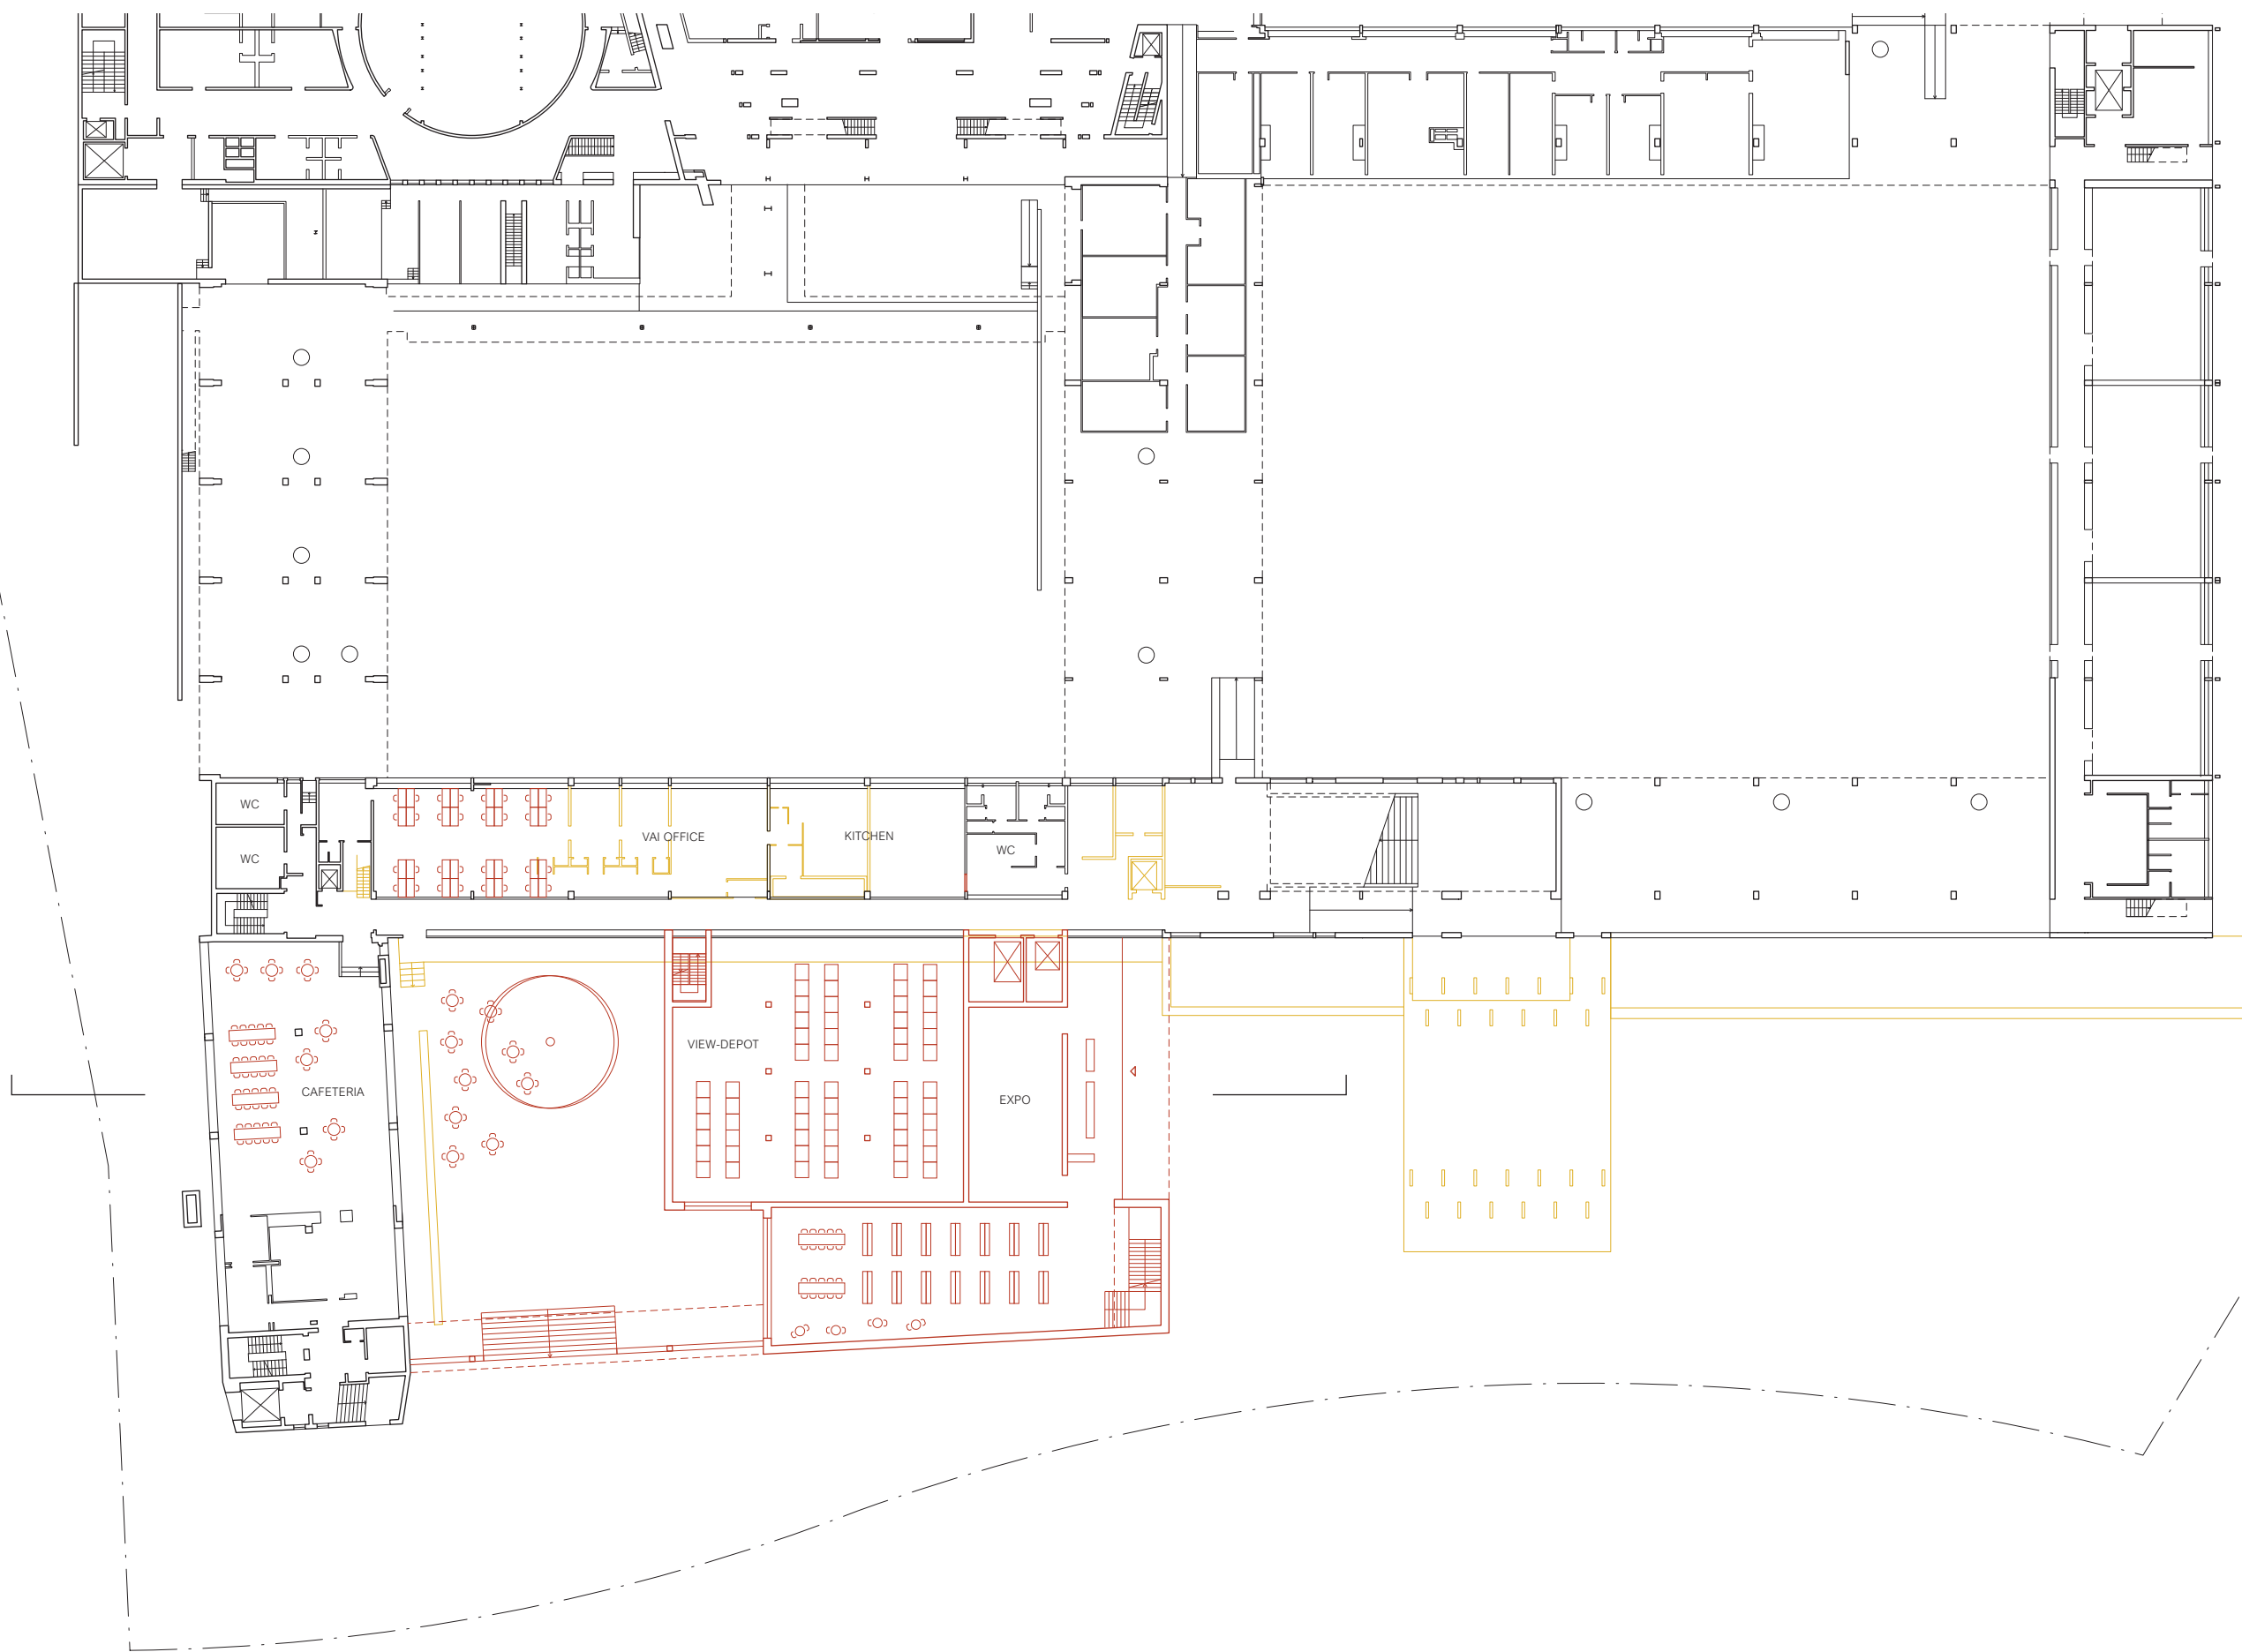 WC
VAI OFFICE
KITCHEN
WC
WC
VIEW-DEPOT
CAFETERIA
EXPO